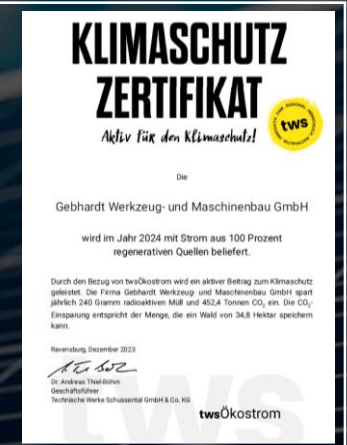 KLIMASCHUTZ
ZERTIFIKAT
Aktiv für den Klimaschutz!
tws
Die
Gebhardt Werkzeug- und Maschinenbau GmbH
wird im Jahr 2024 mit Strom aus 100 Prozent
regenerativen Quellen beliefert.
Durch den Bezug von twsÖkostrom wird ein aktiver Beitrag zum Klimaschutz
geleistet. Die Firma Gebhardt Werkzeug- und Maschinenbau GmbH spart
jährlich 240 Gramm radioaktiven Müll und 452,4 Tonnen CO₂ ein. Die CO₂-
Einsparung entspricht der Menge, die ein Wald von 34,8 Hektar speichern
kann.
Ravensburg, Dezember 2023
Dr. Andreas Thiel-Böhm
Geschäftsführer
Technische Werke Schussental GmbH & Co. KG
twsÖkostrom
tws